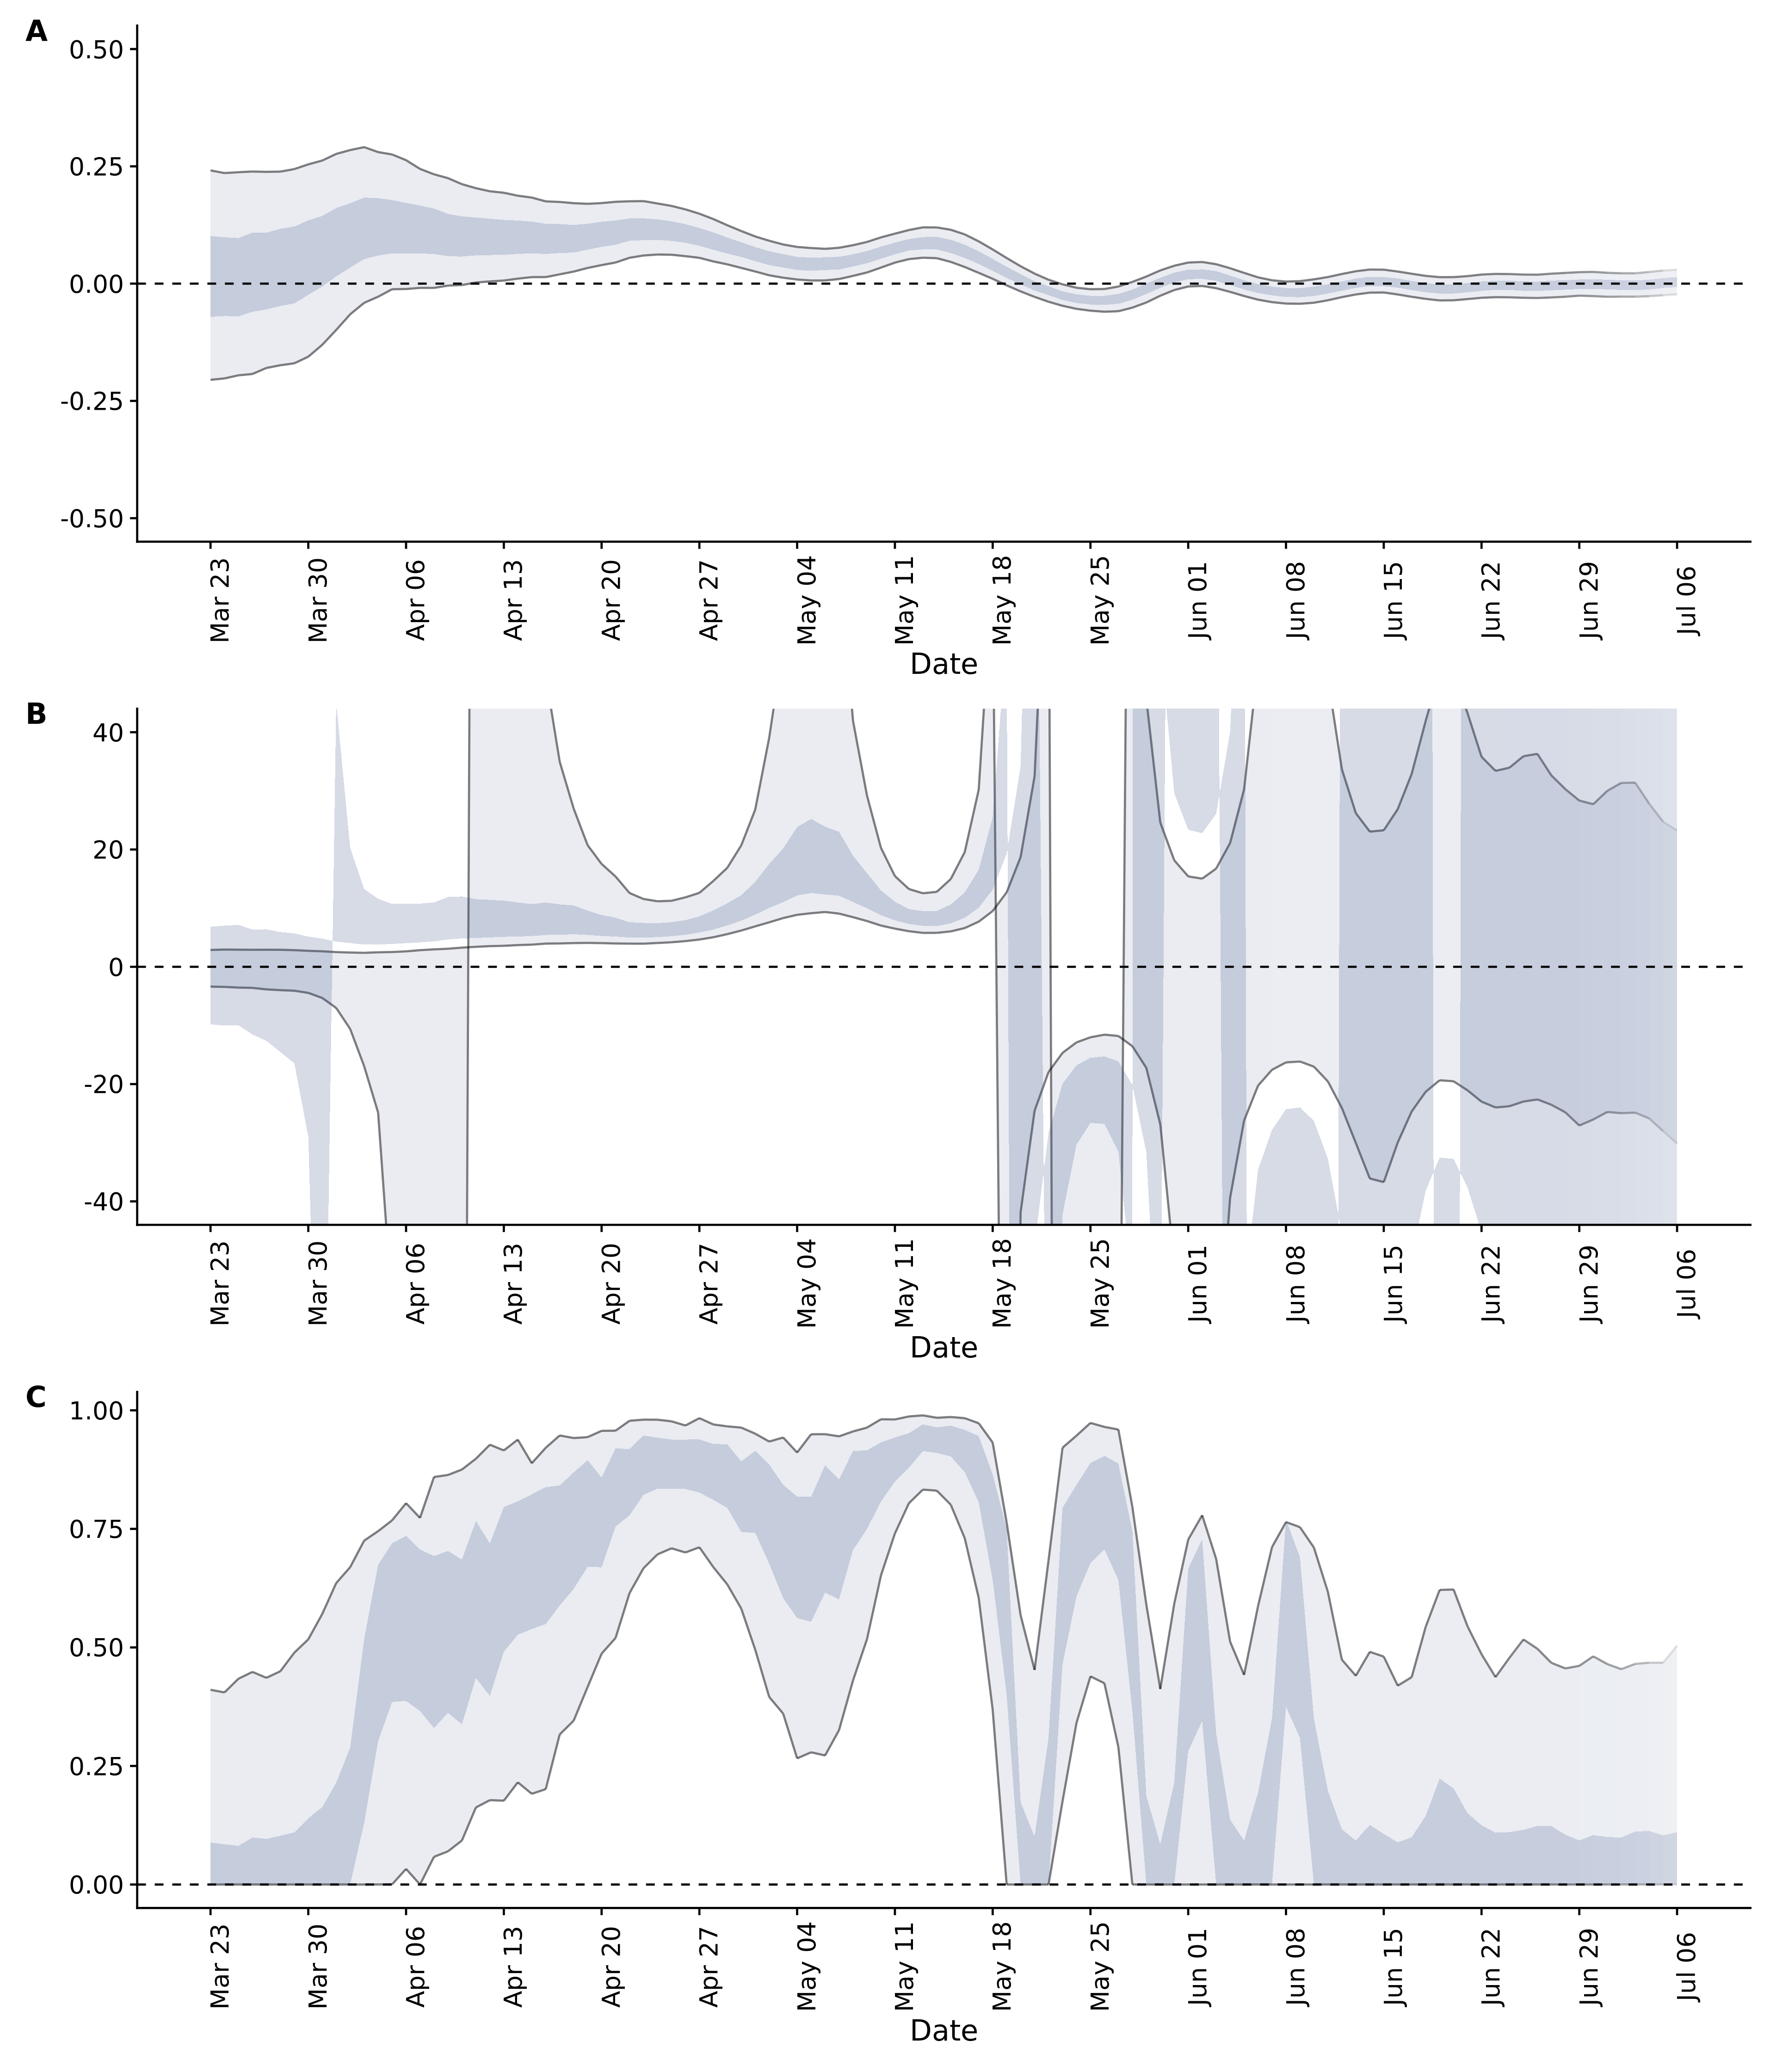 A
0.50
0.25
0.00
-0.25
-0.50
Mar 23
Mar 30
Apr 06
Apr 13
Apr 20
Apr 27
May 04
May 11
May 18
May 25
Jun 01
Jun 08
Jun 15
Jun 22
Jun 29
Jul 06
Date
B
40
20
0
-20
-40
Mar 23
Mar 30
Apr 06
Apr 13
Apr 20
Apr 27
May 04
May 11
May 18
May 25
Jun 01
Jun 08
Jun 15
Jun 22
Jun 29
Jul 06
Date
C
1.00
0.75
0.50
0.25
0.00
Mar 23
Mar 30
Apr 06
Apr 13
Apr 20
Apr 27
May 04
May 11
May 18
May 25
Jun 01
Jun 08
Jun 15
Jun 22
Jun 29
Jul 06
Date